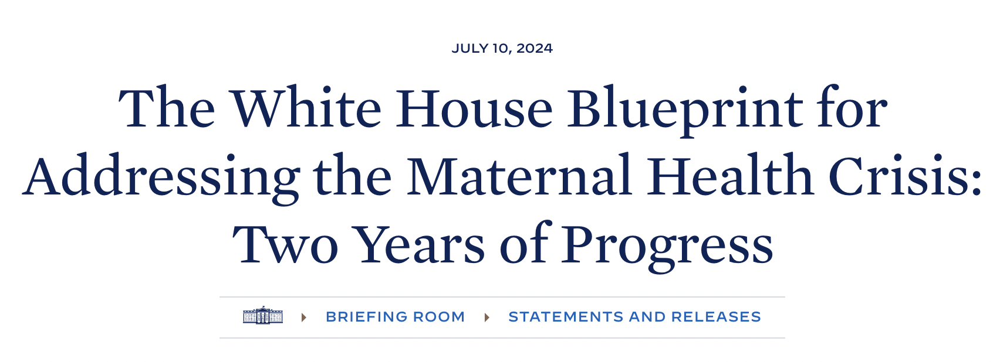 JULY 10, 2024
The White House Blueprint for
Addressing the Maternal Health Crisis:
Two Years of Progress
BRIEFING ROOM STATEMENTS AND RELEASES